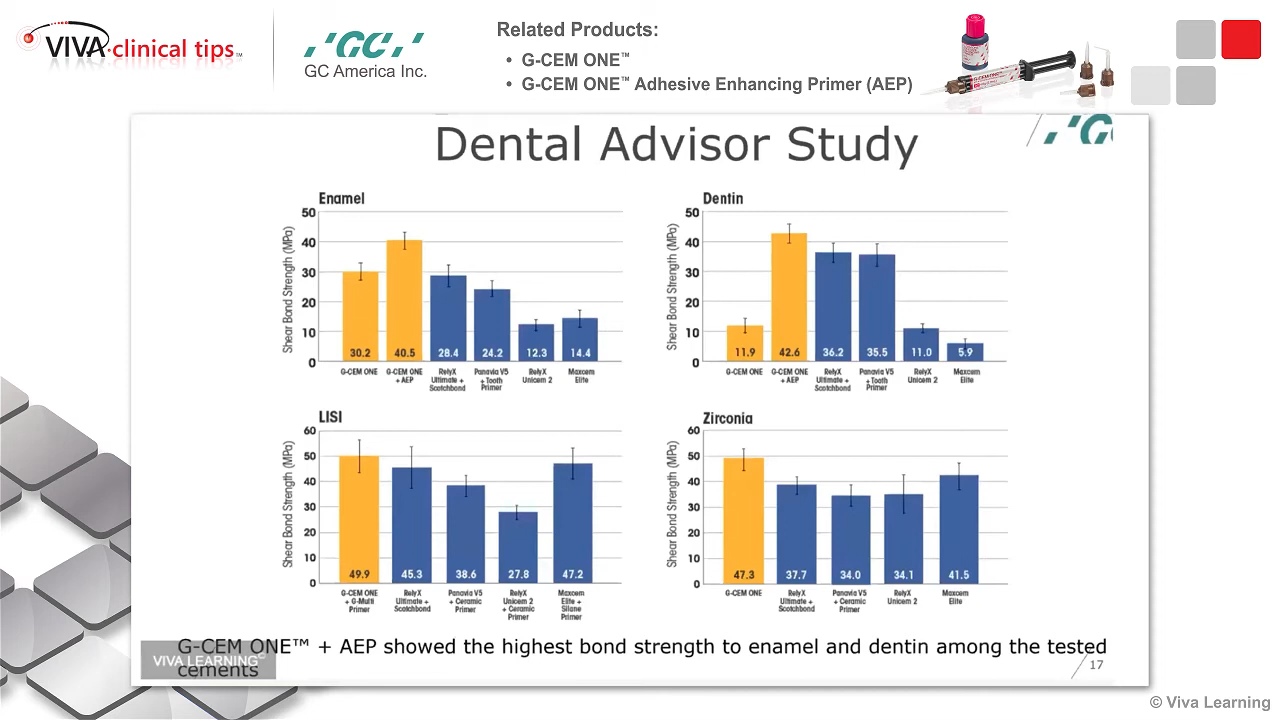 VIVA clinical tips™
GC
GC America Inc.
Related Products:
• G-CEM ONE™
• G-CEM ONE™ Adhesive Enhancing Primer (AEP)
Dental Advisor Study
Enamel
Shear Bond Strength (MPa)
50
40
30
20
10
0
30.2 40.5 28.4 24.2 12.3 14.4
G-CEM ONE
G-CEM ONE
+ AEP
RelyX
Ultimate +
Scotchbond
Panavia V5
+ Tooth
Primer
RelyX
Unicem 2
Maxcem
Elite
Dentin
Shear Bond Strength (MPa)
50
40
30
20
10
0
11.9 42.6 36.2 35.5 11.0 5.9
G-CEM ONE
G-CEM ONE
+ AEP
RelyX
Ultimate +
Scotchbond
Panavia V5
+ Tooth
Primer
RelyX
Unicem 2
Maxcem
Elite
LISI
Shear Bond Strength (MPa)
60
50
40
30
20
10
0
49.9 45.3 38.6 27.8 47.2
G-CEM ONE
+ G-Multi
Primer
RelyX
Ultimate +
Scotchbond
Panavia V5
+ Ceramic
Primer
RelyX
Unicem 2
+ Ceramic
Primer
Maxcem
Elite +
Silane
Primer
Zirconia
Shear Bond Strength (MPa)
60
50
40
30
20
10
0
47.3 37.7 34.0 34.1 41.5
G-CEM ONE
RelyX
Ultimate +
Scotchbond
Panavia V5
+ Ceramic
Primer
RelyX
Unicem 2
Maxcem
Elite
G-CEM ONE™ + AEP showed the highest bond strength to enamel and dentin among the tested
cements
VIVA LEARNING
17
© Viva Learning